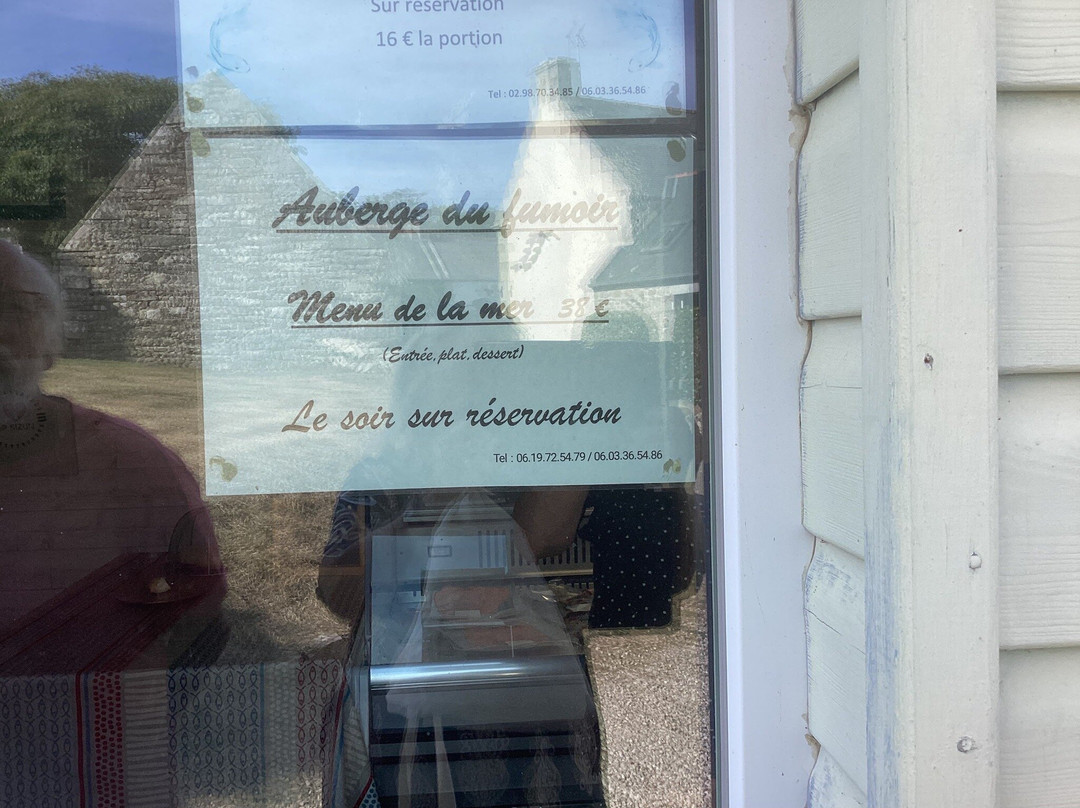 Sur réservation
16 € la portion
Tel : 02.98.70.34.85 / 06.03.36.54.86
Auberge du fumoir
Menu de la mer 38 €
(Entrée, plat, dessert)
Le soir sur réservation
Tel : 06.19.72.54.79 / 06.03.36.54.86